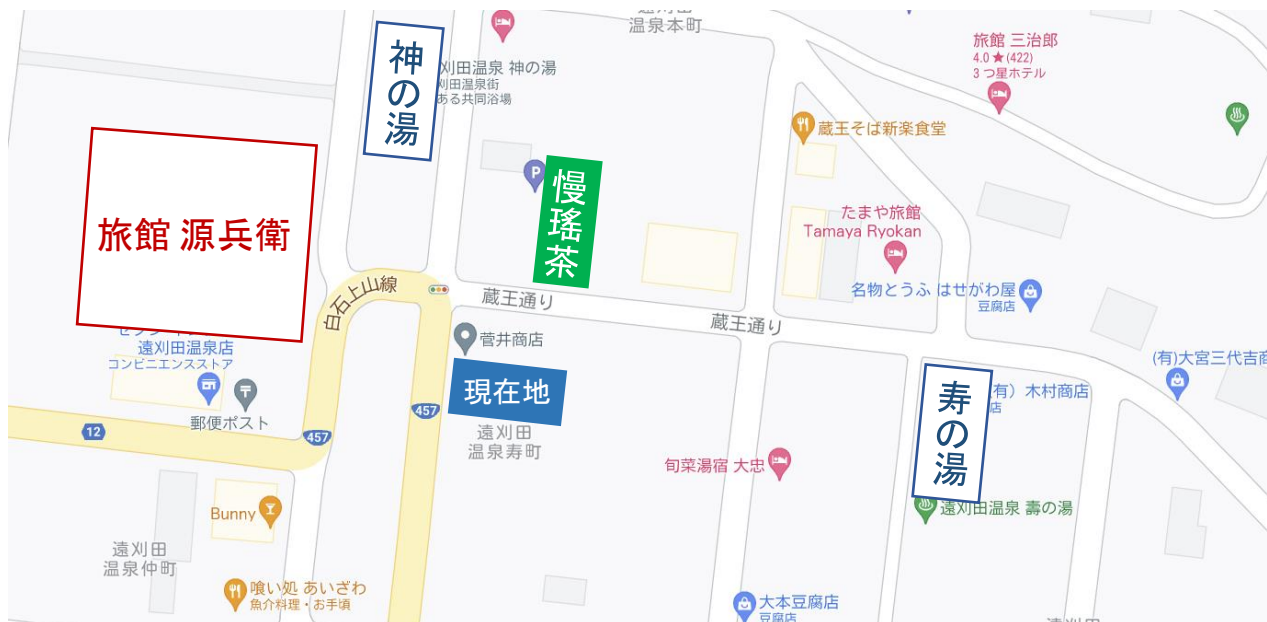 温泉本町
神の湯
刈田温泉 神の湯
刈田温泉街
ある共同浴場
旅館 三治郎
4.0★(422)
3 つ星ホテル
蔵王そば新楽食堂
P
慢瑤茶
旅館 源兵衛
たまや旅館
Tamaya Ryokan
名物とうふ はせがわ屋
豆腐店
白石上山線
蔵王通り
蔵王通り
菅井商店
遠刈田温泉店
コンビニエンスストア
郵便ポスト
現在地
457
12
457
遠刈田
温泉寿町
(有)大宮三代吉商
有）木村商店
店
寿の湯
旬菜湯宿 大忠
遠刈田温泉 壽の湯
Bunny
遠刈田
温泉仲町
喰い処 あいざわ
魚介料理・お手頃
大本豆腐店
豆腐店